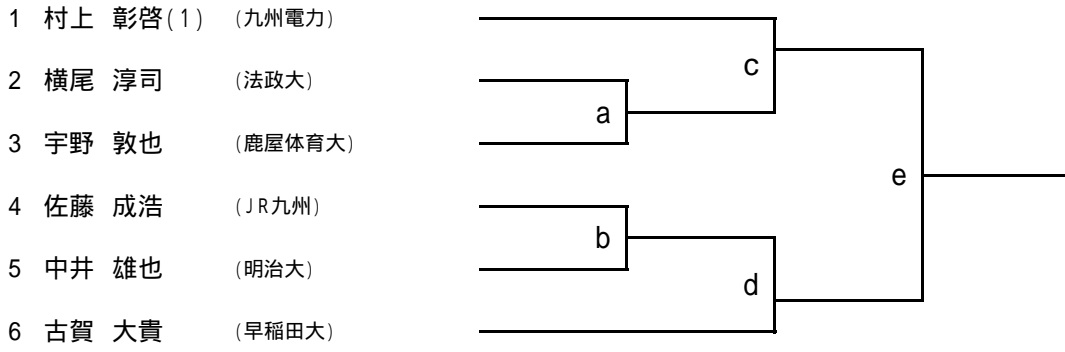 1 村上 彰啓(1) (九州電力)
c
2 横尾 淳司 (法政大)
a
3 宇野 敦也 (鹿屋体育大)
e
4 佐藤 成浩 (JR九州)
b
5 中井 雄也 (明治大)
d
6 古賀 大貴 (早稲田大)